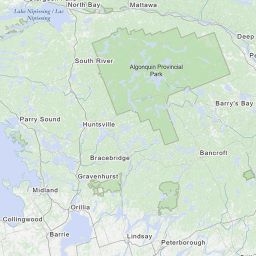 North Bay
Mattawa
Lake Nipissing / Lac
Nipissing
Deep
South River
Algonquin Provincial
Park
Barry's Bay
Parry Sound
Huntsville
Bracebridge
Bancroft
Gravenhurst
Midland
Orillia
Collingwood
Barrie
Lindsay
Peterborough